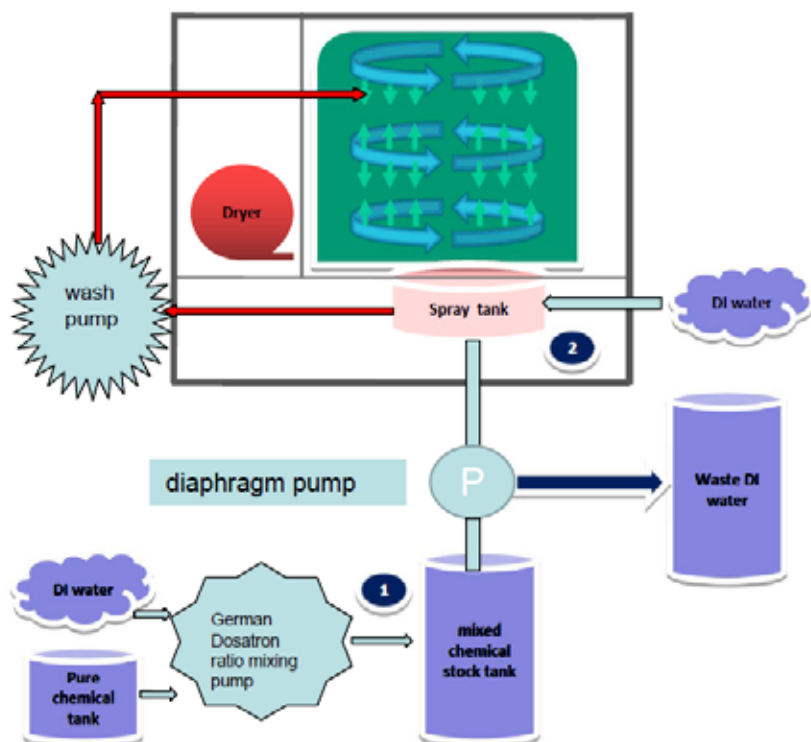 Dryer
wash
pump
Spray tank
DI water
2
diaphragm pump
P
Waste DI
water
DI water
1
German
Dosatron
ratio mixing
pump
mixed
chemical
stock tank
Pure
chemical
tank